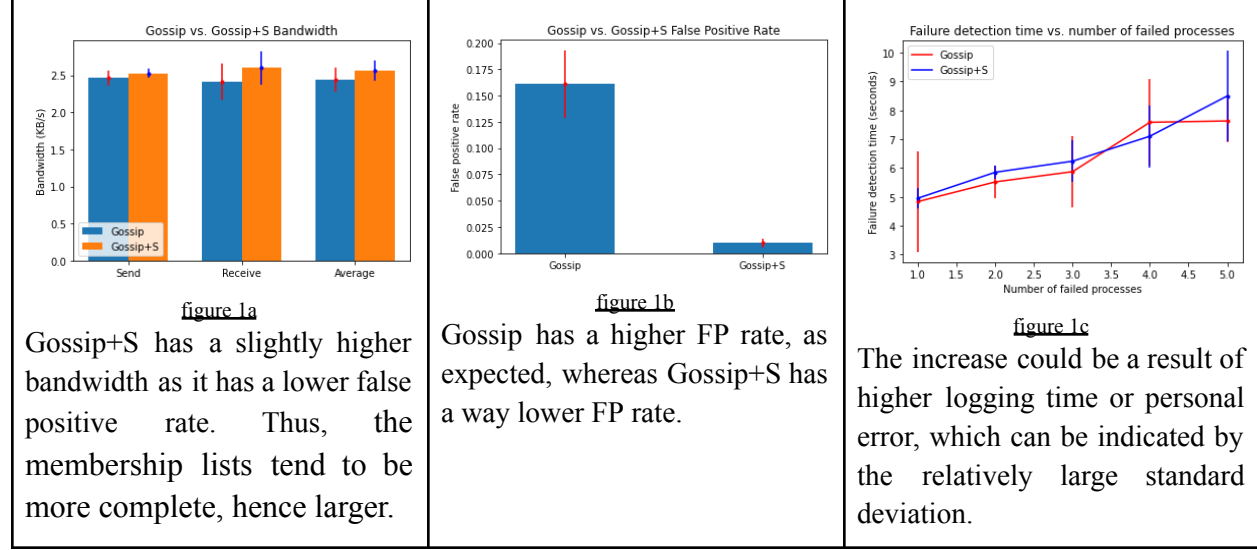 Gossip vs. Gossip+S Bandwidth
Bandwidth (KB/s)
2.5
2.0
1.5
1.0
0.5
0.0
Gossip
Gossip+S
Send Receive Average
figure 1a
Gossip+S has a slightly higher
bandwidth as it has a lower false
positive rate. Thus, the
membership lists tend to be
more complete, hence larger.
Gossip vs. Gossip+S False Positive Rate
False positive rate
0.200
0.175
0.150
0.125
0.100
0.075
0.050
0.025
0.000
Gossip Gossip+S
figure 1b
Gossip has a higher FP rate, as
expected, whereas Gossip+S has
a way lower FP rate.
Failure detection time vs. number of failed processes
Failure detection time (seconds)
10
9
8
7
6
5
4
3
Gossip
Gossip+S
1.0 1.5 2.0 2.5 3.0 3.5 4.0 4.5 5.0
Number of failed processes
figure 1c
The increase could be a result of
higher logging time or personal
error, which can be indicated by
the relatively large standard
deviation.